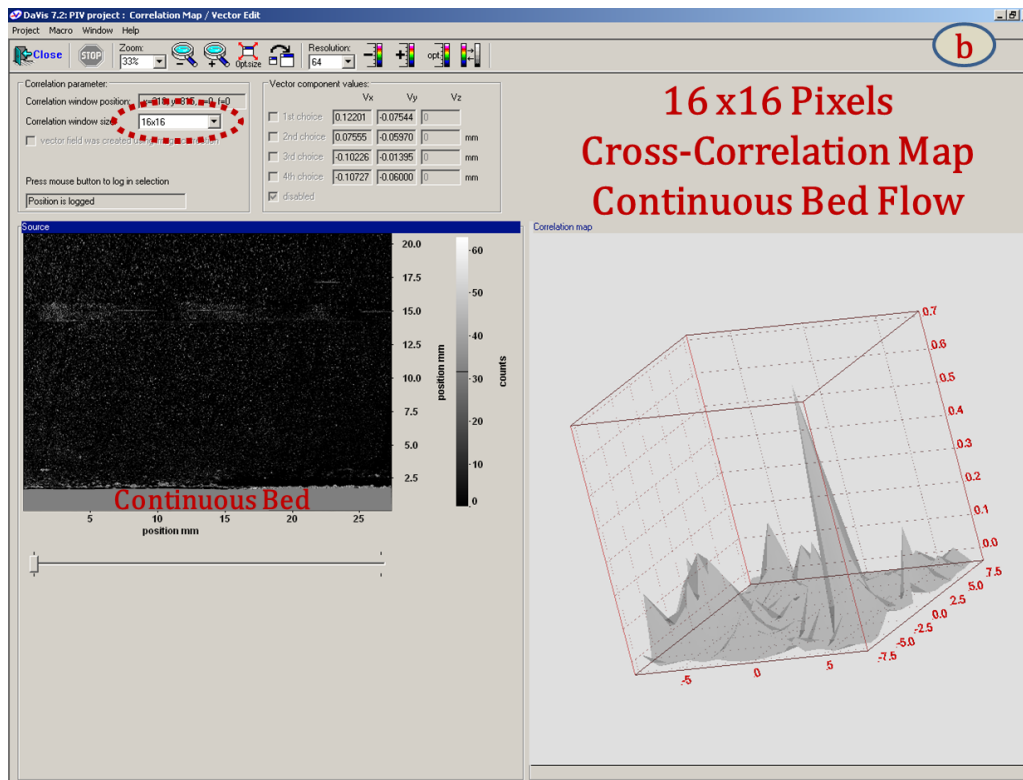 DaVis 7.2: PIV project : Correlation Map / Vector Edit
Project Macro Window Help
Close STOP Zoom: 33% Opt.size Resolution: 64 opt
b
Correlation parameter:
Correlation window position:
Correlation window size:
16x16
vector field was created using image correction
Press mouse button to log in selection
Position is logged
Vector component values:
Vx Vy Vz
1st choice 0.12201 -0.07544 0
2nd choice 0.07555 -0.05970 0 mm
3rd choice -0.10226 -0.01395 0 mm
4th choice -0.10727 -0.06000 0 mm
disabled
16 x16 Pixels
Cross-Correlation Map
Continuous Bed Flow
Source
20.0
17.5
15.0
12.5
10.0
7.5
5.0
2.5
position mm
60
50
40
30
20
10
0
counts
Continuous Bed
5 10 15 20 25
position mm
Correlation map
0.7
0.6
0.5
0.4
0.3
0.2
0.1
0.0
7.5
5.0
2.5
0.0
-2.5
-5.0
-7.5
-5 0 5